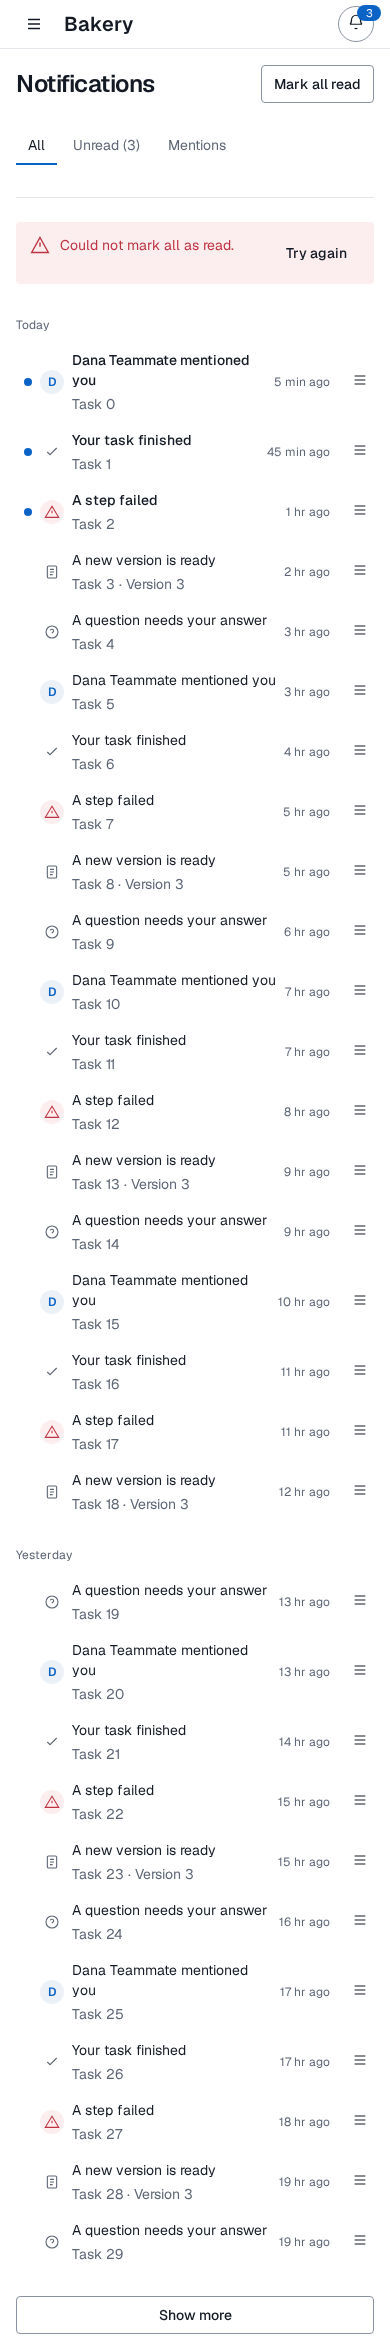 Bakery
3
Notifications
Mark all read
All
Unread (3)
Mentions
Could not mark all as read.
Try again
Today
D
Dana Teammate mentioned
you
Task 0
5 min ago
Your task finished
Task 1
45 min ago
A step failed
Task 2
1 hr ago
A new version is ready
Task 3 · Version 3
2 hr ago
A question needs your answer
Task 4
3 hr ago
D
Dana Teammate mentioned you
Task 5
3 hr ago
Your task finished
Task 6
4 hr ago
A step failed
Task 7
5 hr ago
A new version is ready
Task 8 · Version 3
5 hr ago
A question needs your answer
Task 9
6 hr ago
D
Dana Teammate mentioned you
Task 10
7 hr ago
Your task finished
Task 11
7 hr ago
A step failed
Task 12
8 hr ago
A new version is ready
Task 13 · Version 3
9 hr ago
A question needs your answer
Task 14
9 hr ago
D
Dana Teammate mentioned
you
Task 15
10 hr ago
Your task finished
Task 16
11 hr ago
A step failed
Task 17
11 hr ago
A new version is ready
Task 18 · Version 3
12 hr ago
Yesterday
A question needs your answer
Task 19
13 hr ago
D
Dana Teammate mentioned
you
Task 20
13 hr ago
Your task finished
Task 21
14 hr ago
A step failed
Task 22
15 hr ago
A new version is ready
Task 23 · Version 3
15 hr ago
A question needs your answer
Task 24
16 hr ago
D
Dana Teammate mentioned
you
Task 25
17 hr ago
Your task finished
Task 26
17 hr ago
A step failed
Task 27
18 hr ago
A new version is ready
Task 28 · Version 3
19 hr ago
A question needs your answer
Task 29
19 hr ago
Show more